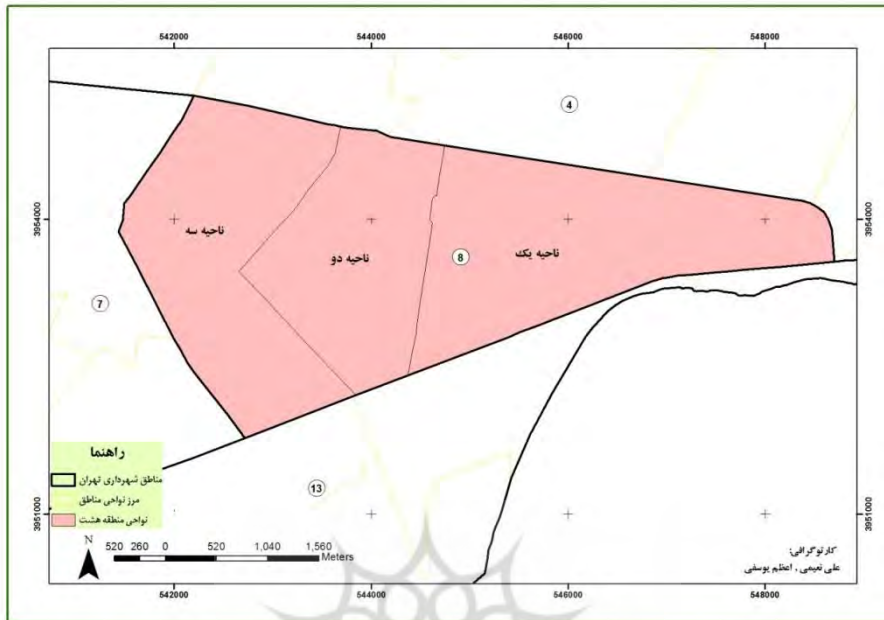 542000 544000 546000 548000
3954000 3954000
3951000 3951000
4
7
8
13
ناحیه سه
ناحیه دو
ناحیه یک
راهنما
مناطق شهرداری تهران
مرز نواحی مناطق
نواحی منطقه هشت
N
520 260 0 520 1,040 1,560
Meters
کارتوگرافی:
علی نعیمی ، اعظم یوسفی
542000 544000 546000 548000